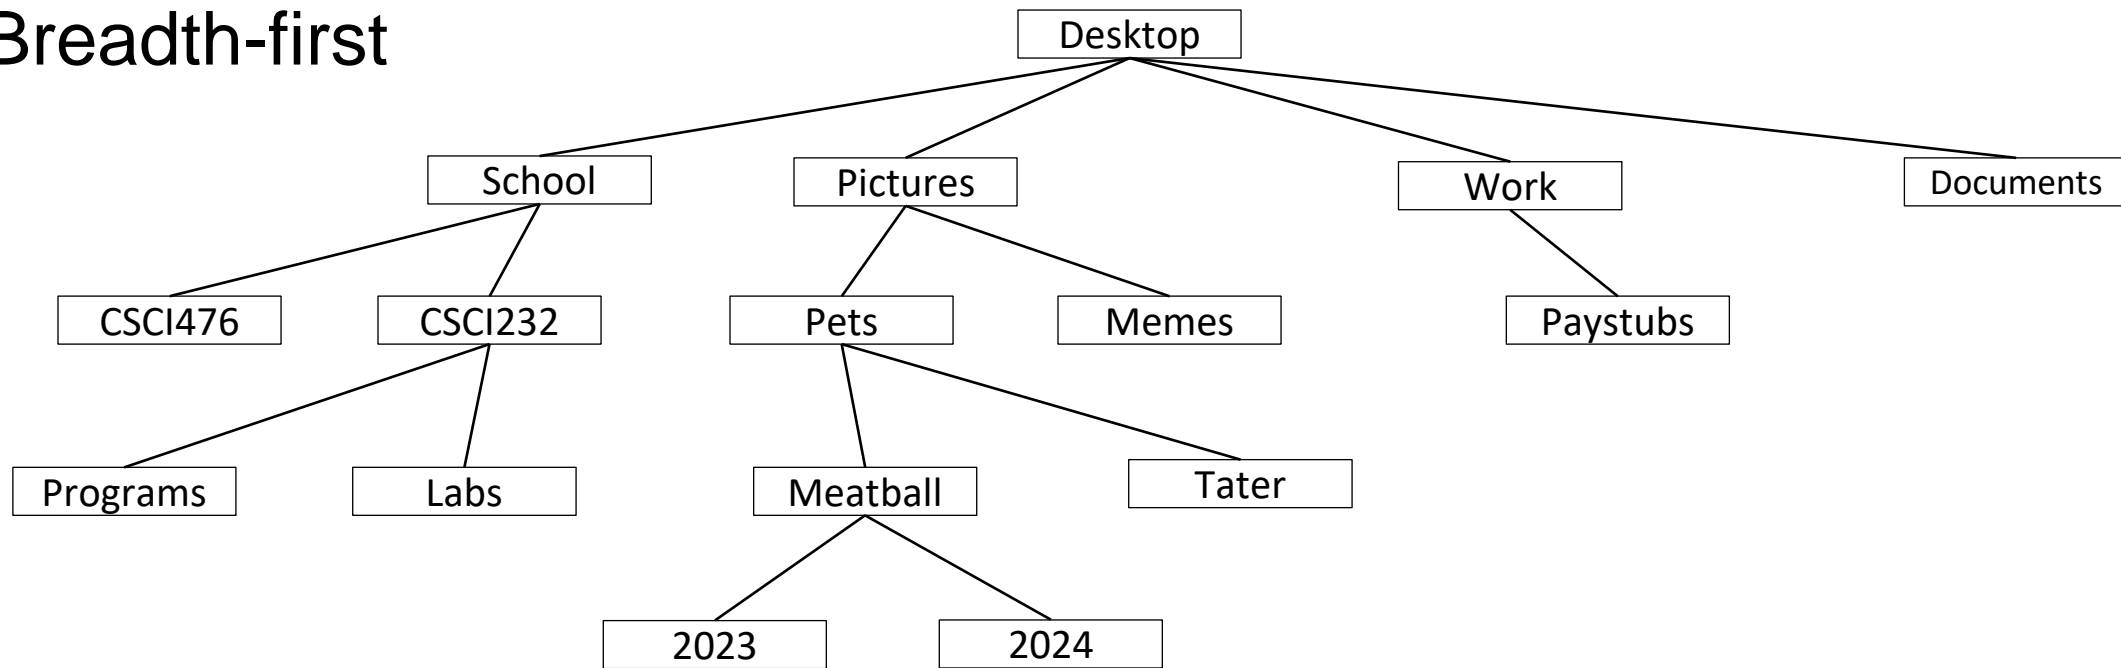 Breadth-first
Desktop
School
Pictures
Work
Documents
CSCI476
CSCI232
Pets
Memes
Paystubs
Programs
Labs
Meatball
Tater
2023
2024